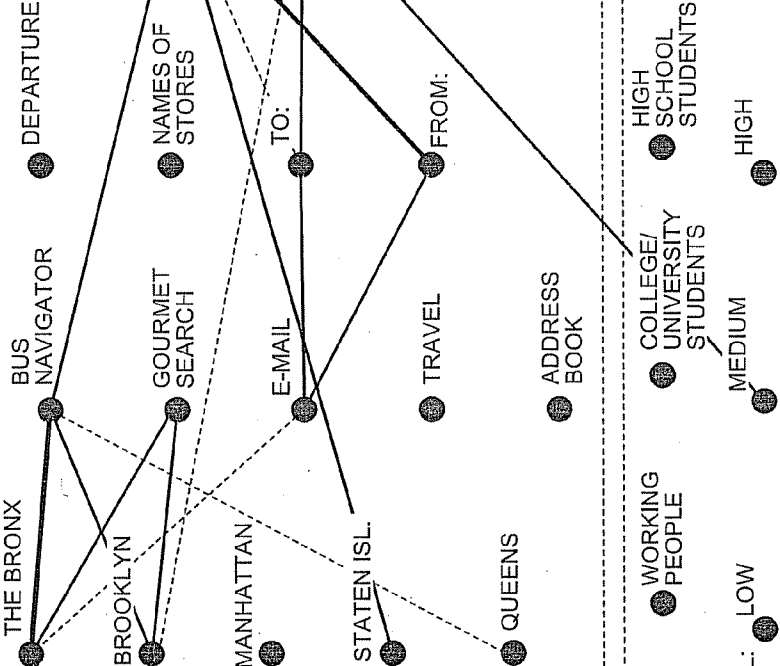 THE BRONX
BROOKLYN
MANHATTAN
STATEN ISL.
QUEENS
BUS
NAVIGATOR
GOURMET
SEARCH
E-MAIL
TRAVEL
ADDRESS
BOOK
DEPARTURE
NAMES OF
STORES
TO:
FROM:
WORKING
PEOPLE
COLLEGE/
UNIVERSITY
STUDENTS
HIGH
SCHOOL
STUDENTS
LOW
MEDIUM
HIGH